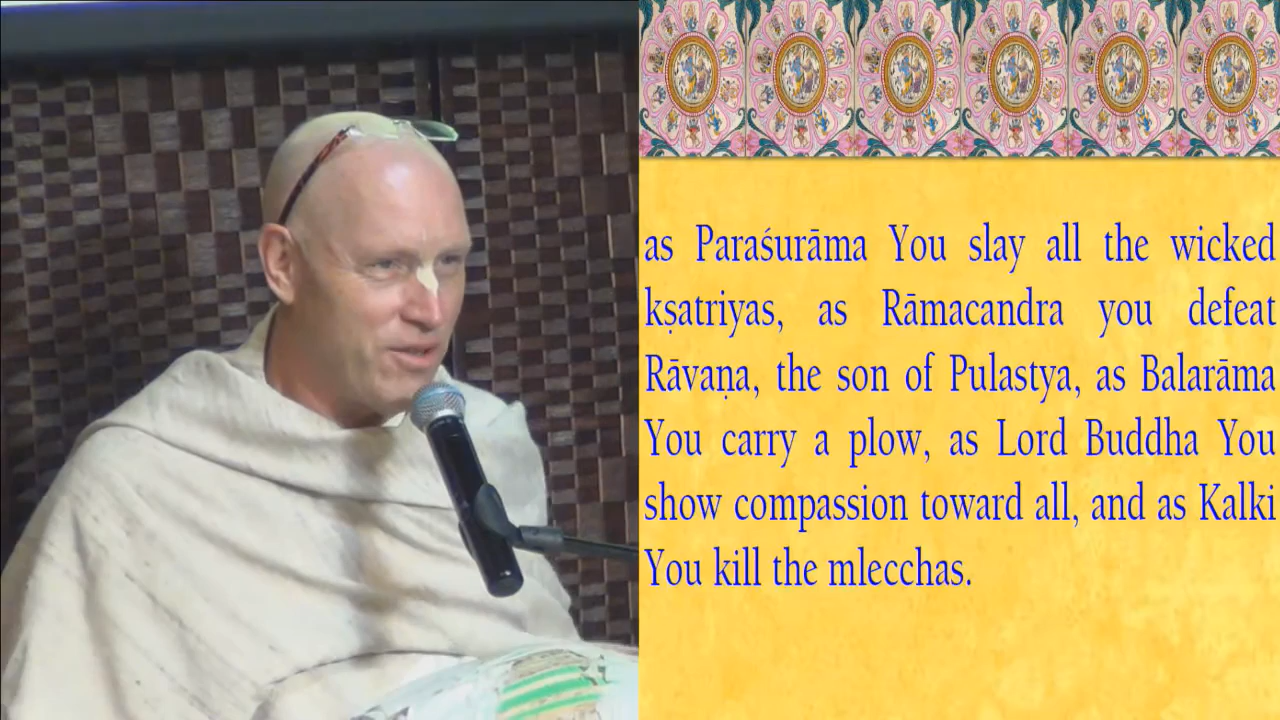 as Paraśurāma You slay all the wicked
kṣatriyas, as Rāmacandra you defeat
Rāvaṇa, the son of Pulastya, as Balarāma
You carry a plow, as Lord Buddha You
show compassion toward all, and as Kalki
You kill the mlecchas.